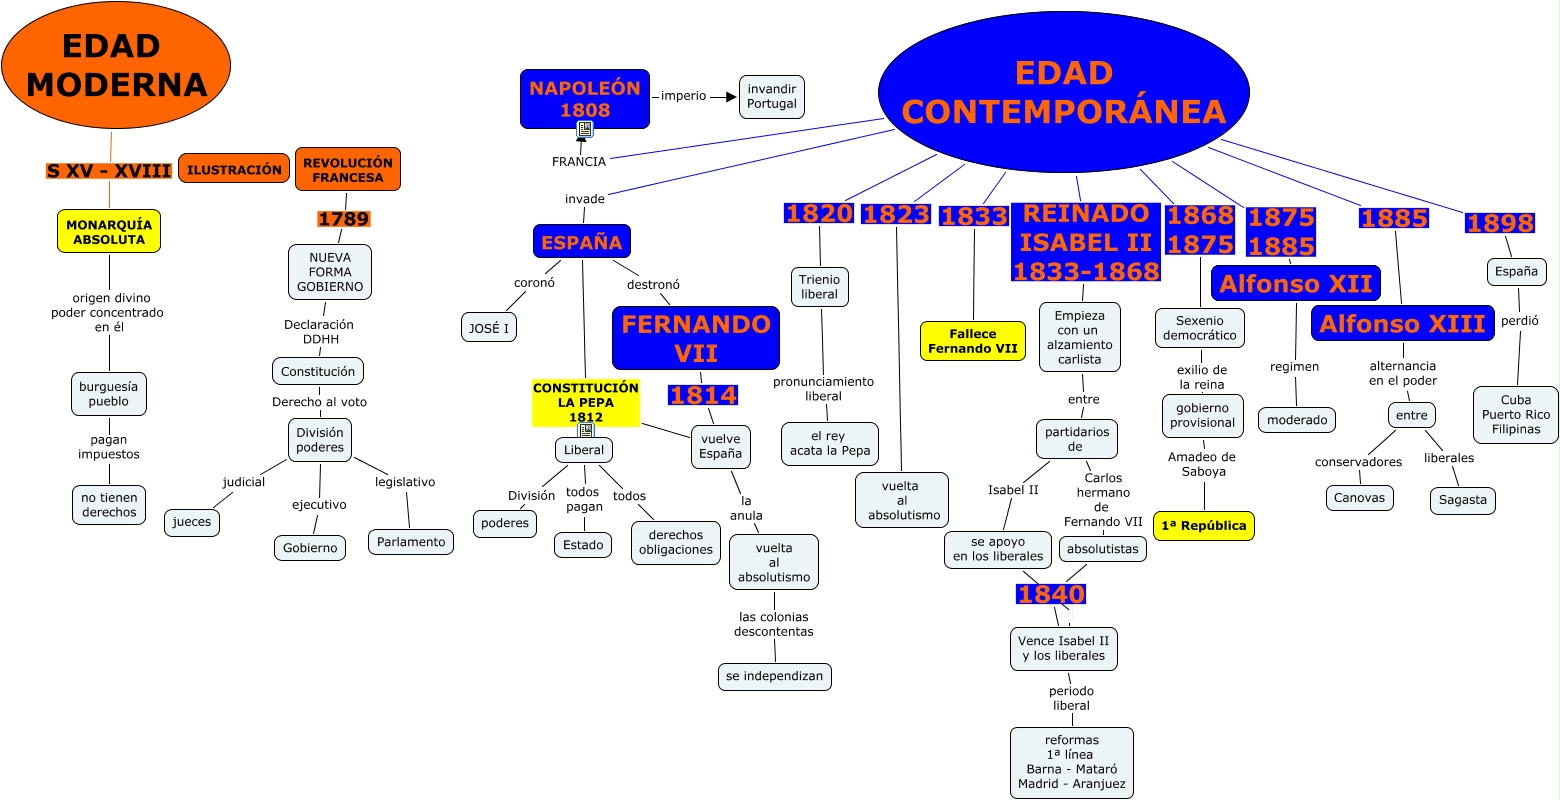 EDAD
MODERNA
S XV - XVIII
MONARQUÍA
ABSOLUTA
origen divino
poder concentrado
en él
burguesía
pueblo
pagan
impuestos
no tienen
derechos
ILUSTRACIÓN
REVOLUCIÓN
FRANCESA
1789
NUEVA
FORMA
GOBIERNO
Declaración
DDHH
Constitución
Derecho al voto
División
poderes
judicial
jueces
ejecutivo
Gobierno
legislativo
Parlamento
EDAD
CONTEMPORÁNEA
FRANCIA
NAPOLEÓN
1808
imperio
invandir
Portugal
invade
ESPAÑA
coronó
JOSÉ I
CONSTITUCIÓN
LA PEPA
1812
Liberal
División
poderes
todos
pagan
Estado
todos
derechos
obligaciones
destronó
FERNANDO
VII
1814
vuelve
España
la
anula
vuelta
al
absolutismo
las colonias
descontentas
se independizan
1820
Trienio
liberal
pronunciamiento
liberal
el rey
acata la Pepa
1823
vuelta
al
absolutismo
1833
Fallece
Fernando VII
REINADO
ISABEL II
1833-1868
Empieza
con un
alzamiento
carlista
entre
partidarios
de
Isabel II
se apoyo
en los liberales
Carlos
hermano
de
Fernando VII
absolutistas
1840
Vence Isabel II
y los liberales
periodo
liberal
reformas
1ª línea
Barna - Mataró
Madrid - Aranjuez
1868
1875
Sexenio
democrático
exilio de
la reina
gobierno
provisional
Amadeo de
Saboya
1ª República
1875
1885
Alfonso XII
regimen
moderado
1885
Alfonso XIII
alternancia
en el poder
entre
conservadores
Canovas
liberales
Sagasta
1898
España
perdió
Cuba
Puerto Rico
Filipinas